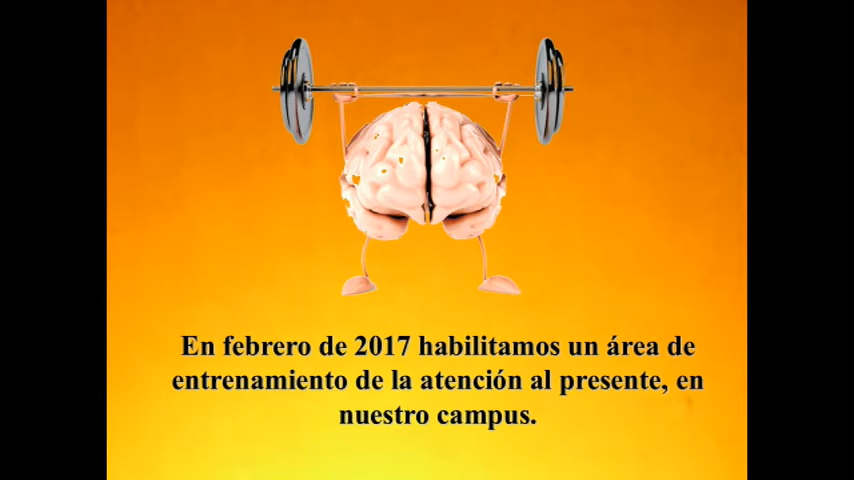 En febrero de 2017 habilitamos un área de
entrenamiento de la atención al presente, en
nuestro campus.